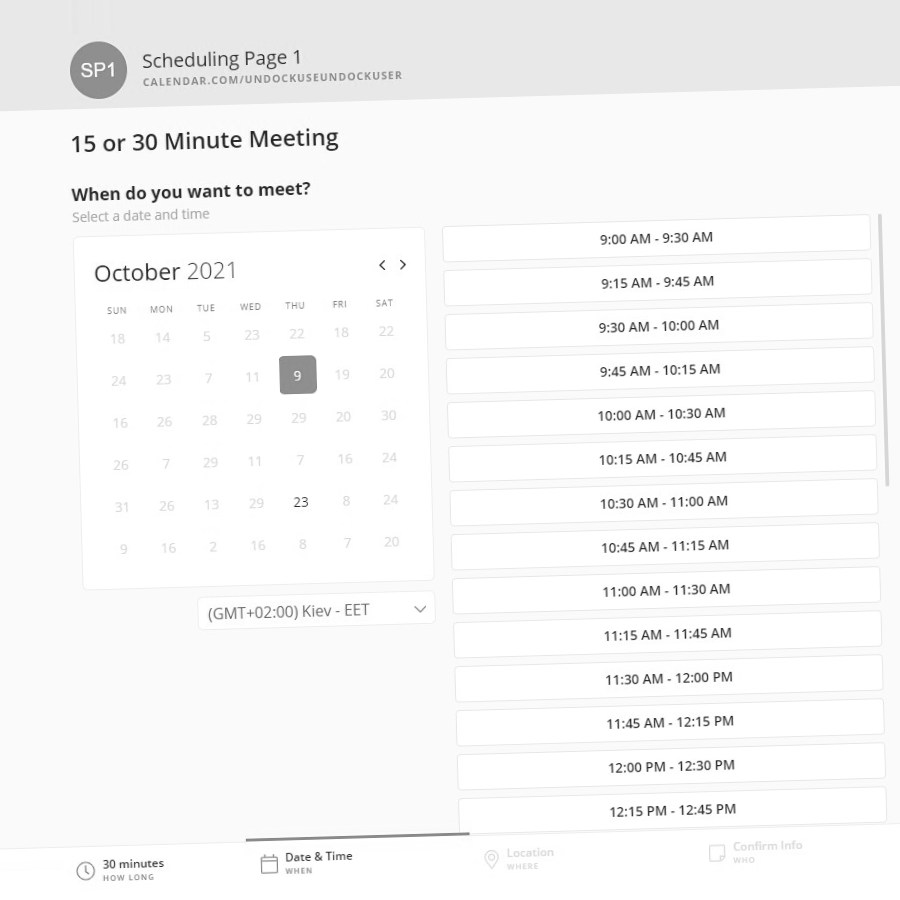 SP1
Scheduling Page 1
CALENDAR.COM/UNDOCKUSEUNDOCKUSER
15 or 30 Minute Meeting
When do you want to meet?
Select a date and time
October 2021
SUN MON TUE WED THU FRI SAT
18 14 5 23 22 18 22
24 23 7 11 9 19 20
16 26 28 29 29 20 30
26 7 29 11 7 16 24
31 26 13 29 23 8 24
9 16 2 16 8 7 20
(GMT+02:00) Kiev - EET
9:00 AM - 9:30 AM
9:15 AM - 9:45 AM
9:30 AM - 10:00 AM
9:45 AM - 10:15 AM
10:00 AM - 10:30 AM
10:15 AM - 10:45 AM
10:30 AM - 11:00 AM
10:45 AM - 11:15 AM
11:00 AM - 11:30 AM
11:15 AM - 11:45 AM
11:30 AM - 12:00 PM
11:45 AM - 12:15 PM
12:00 PM - 12:30 PM
12:15 PM - 12:45 PM
30 minutes
HOW LONG
Date & Time
WHEN
Location
WHERE
Confirm Info
WHO